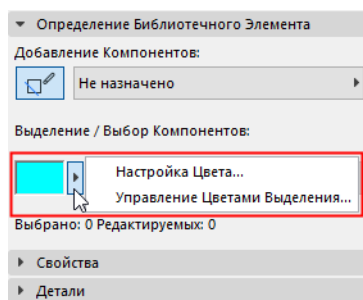 Определение Библиотечного Элемента
Добавление Компонентов:
Не назначено
Выделение / Выбор Компонентов:
Настройка Цвета...
Управление Цветами Выделения...
Выбрано: 0 Редактируемых: 0
Свойства
Детали